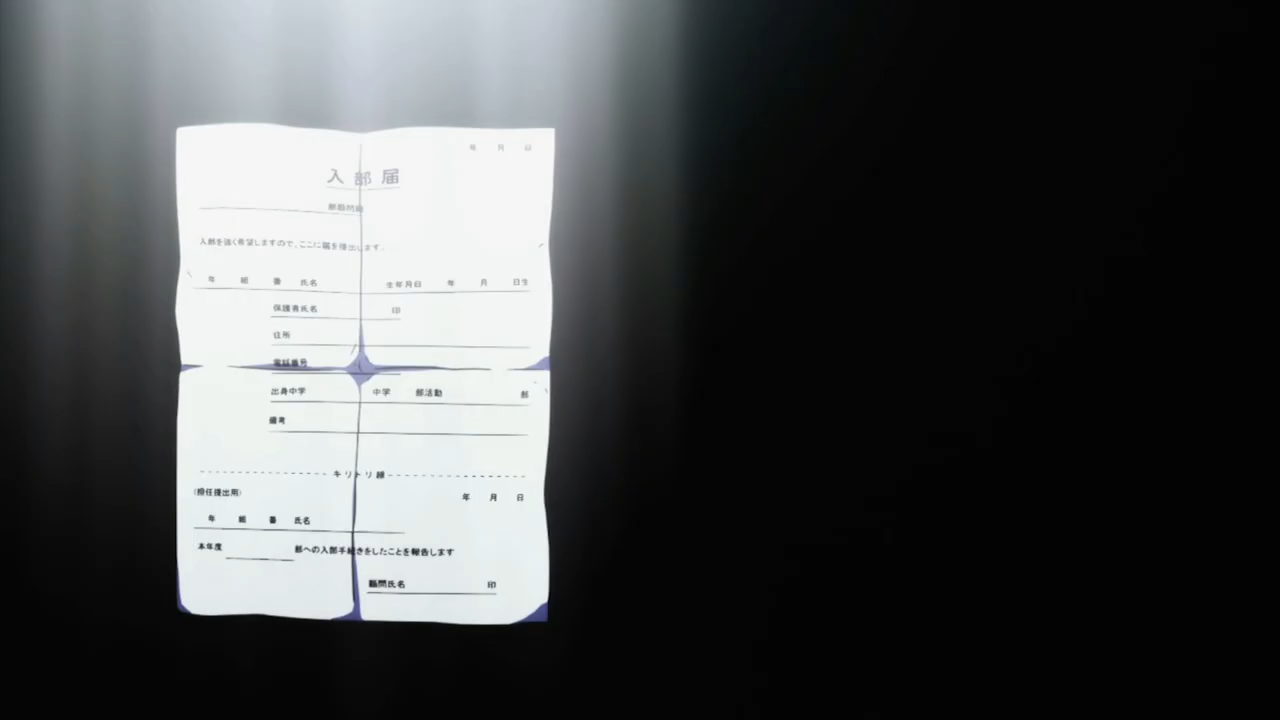 年 月 日
入部届
部顧問殿
入部を強く希望しますので、ここに届を提出します。
年 組 番 氏名 生年月日 年 月 日生
保護者氏名 印
住所
電話番号
出身中学 中学 部活動 部
備考
キリトリ線
(担任提出用)
年 月 日
年 組 番 氏名
本年度 部への入部手続きをしたことを報告します
顧問氏名 印